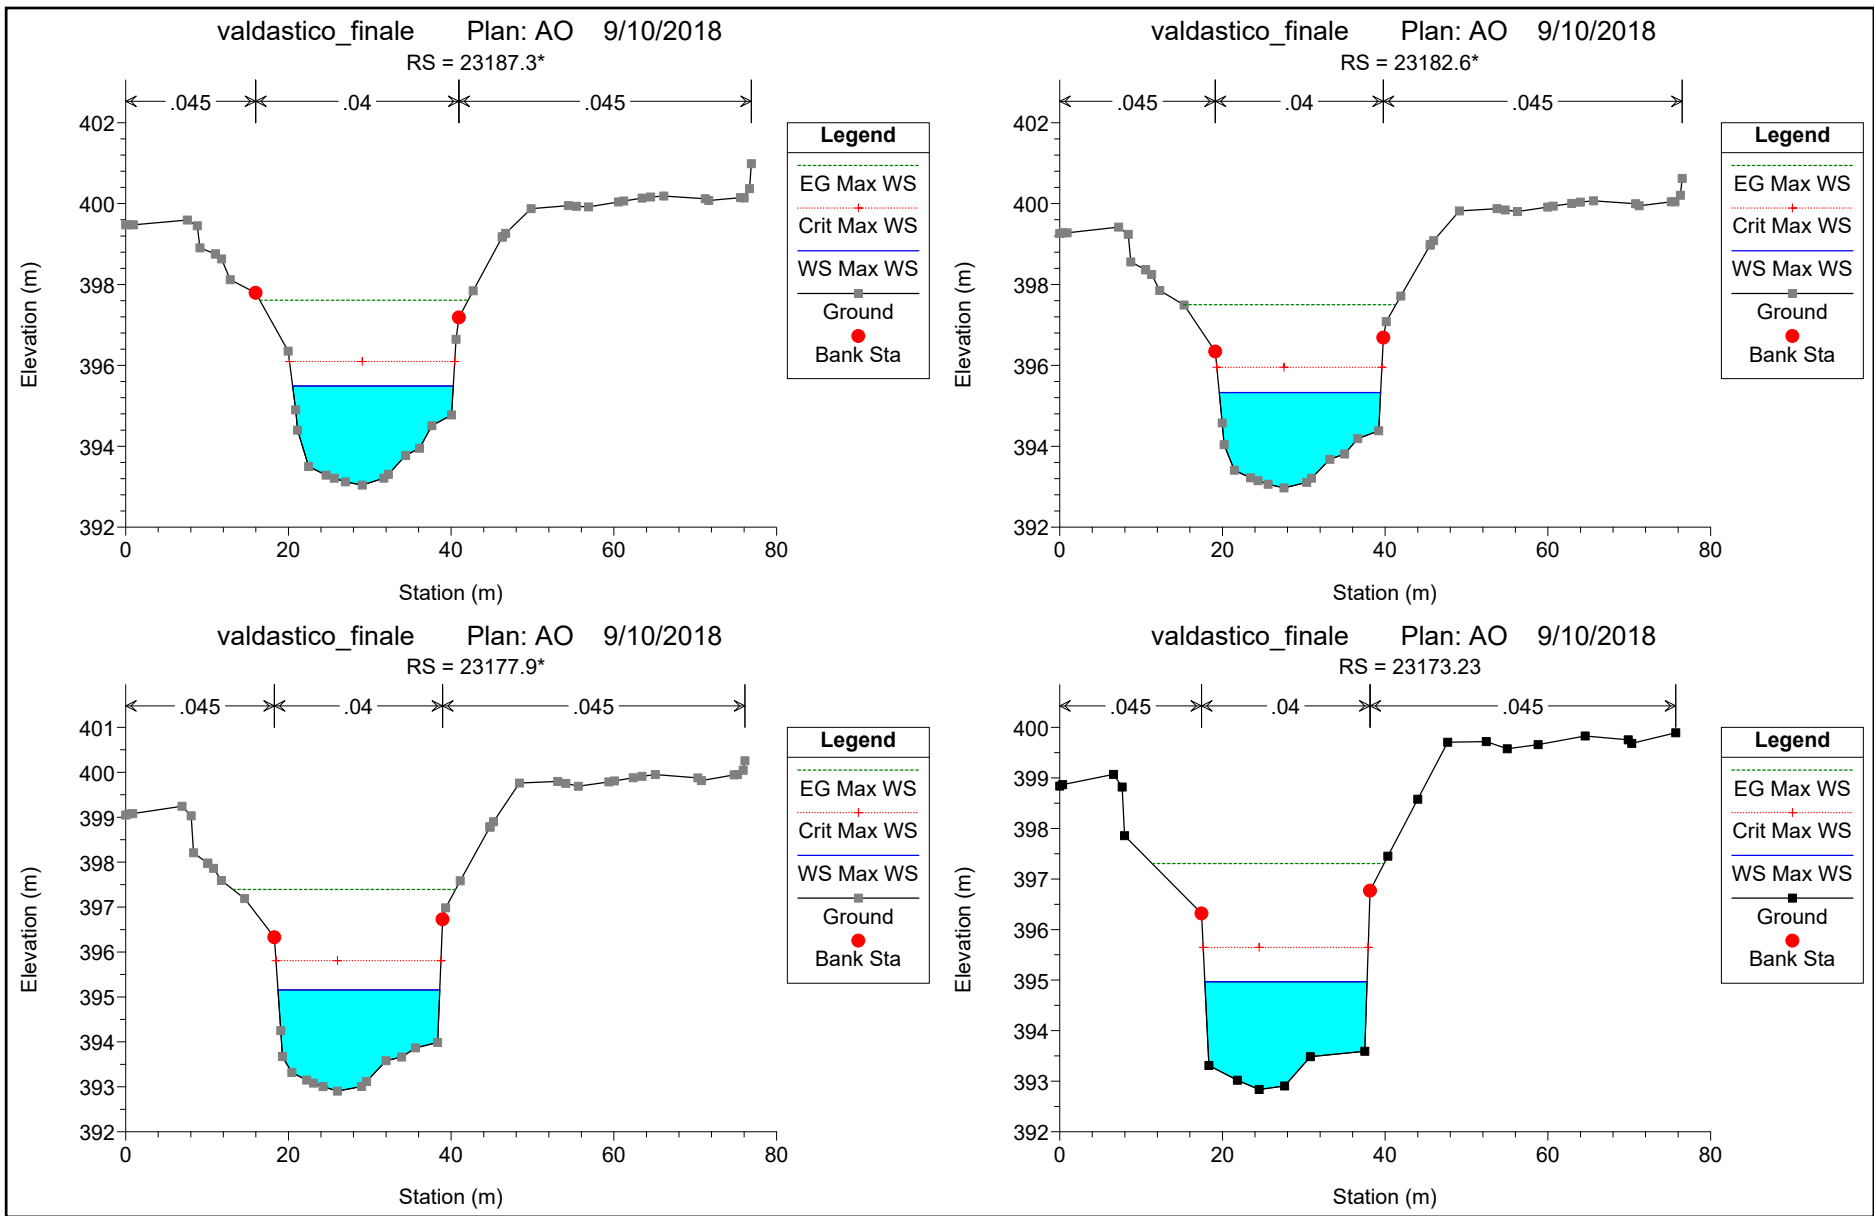 valdastico_finale Plan: AO 9/10/2018
RS = 23187.3*
.045 .04 .045
402
400
398
396
394
392
Elevation (m)
0 20 40 60 80
Station (m)
Legend
EG Max WS
Crit Max WS
WS Max WS
Ground
Bank Sta
valdastico_finale Plan: AO 9/10/2018
RS = 23182.6*
.045 .04 .045
402
400
398
396
394
392
Elevation (m)
0 20 40 60 80
Station (m)
Legend
EG Max WS
Crit Max WS
WS Max WS
Ground
Bank Sta
valdastico_finale Plan: AO 9/10/2018
RS = 23177.9*
.045 .04 .045
401
400
399
398
397
396
395
394
393
392
Elevation (m)
0 20 40 60 80
Station (m)
Legend
EG Max WS
Crit Max WS
WS Max WS
Ground
Bank Sta
valdastico_finale Plan: AO 9/10/2018
RS = 23173.23
.045 .04 .045
400
399
398
397
396
395
394
393
392
Elevation (m)
0 20 40 60 80
Station (m)
Legend
EG Max WS
Crit Max WS
WS Max WS
Ground
Bank Sta